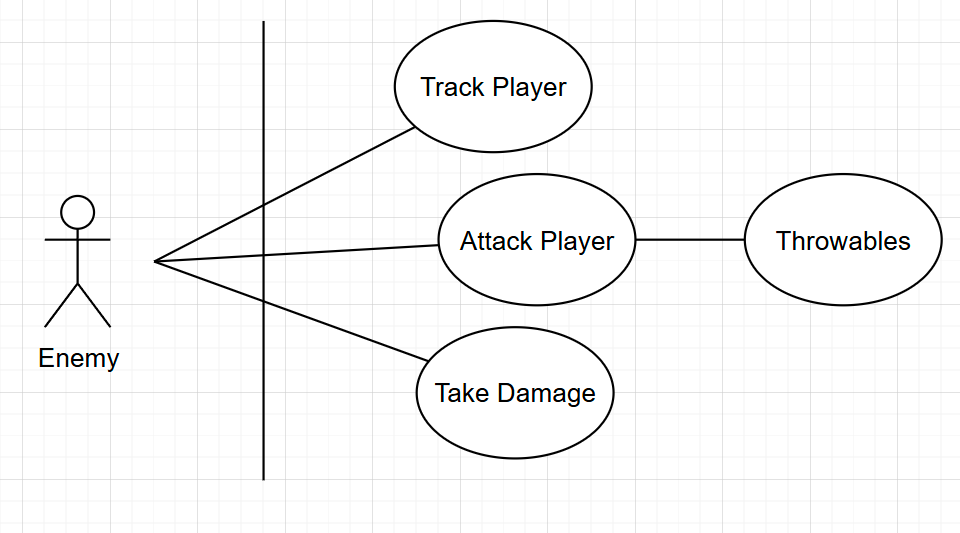 Track Player
Attack Player
Throwables
Enemy
Take Damage